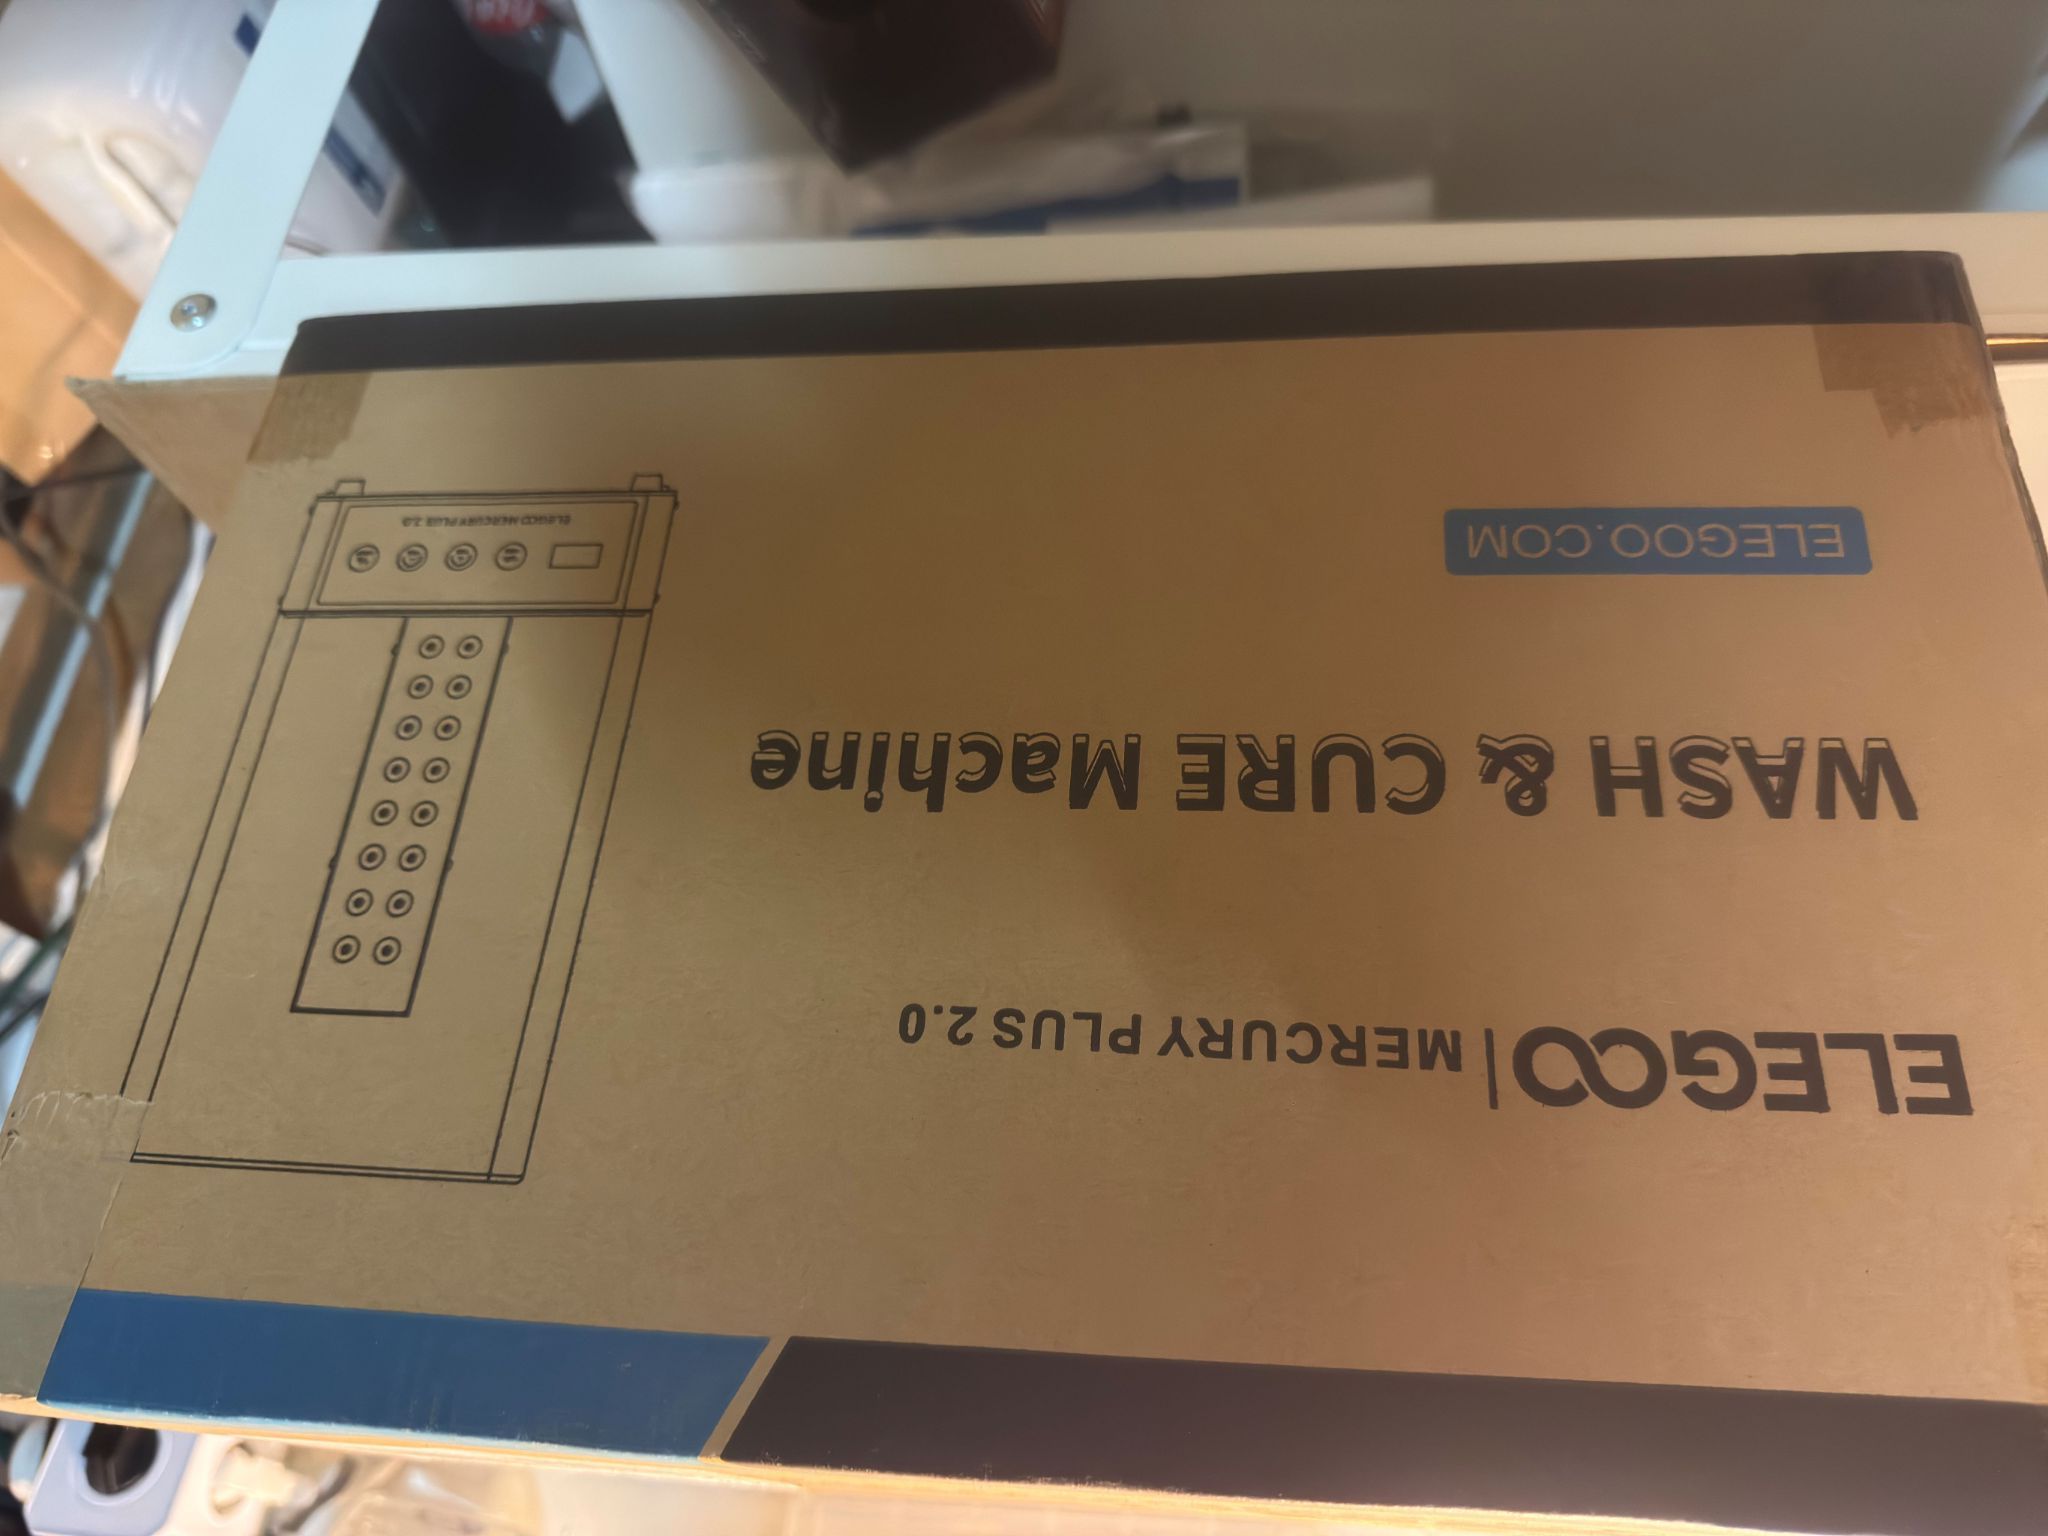 ELEGOO | MERCURY PLUS 2.0
WASH & CURE Machine
ELEGOO.COM
ELEGOO MERCURY PLUS 2.0